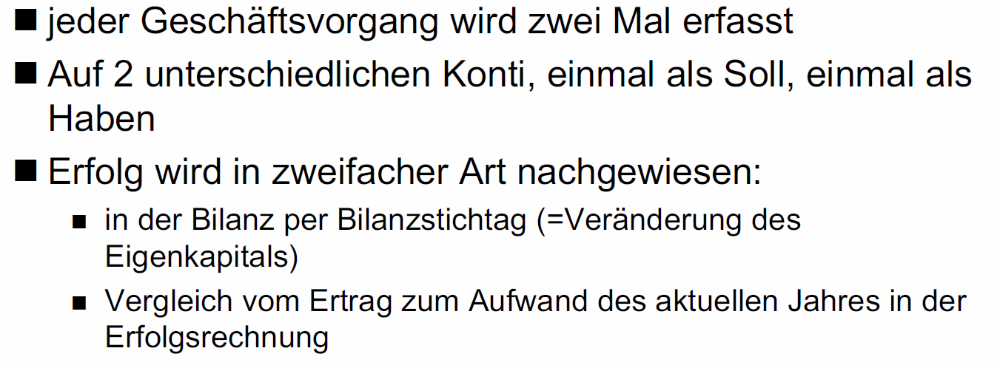 ■ jeder Geschäftsvorgang wird zwei Mal erfasst
■ Auf 2 unterschiedlichen Konti, einmal als Soll, einmal als
Haben
■ Erfolg wird in zweifacher Art nachgewiesen:
■ in der Bilanz per Bilanzstichtag (=Veränderung des
Eigenkapitals)
■ Vergleich vom Ertrag zum Aufwand des aktuellen Jahres in der
Erfolgsrechnung